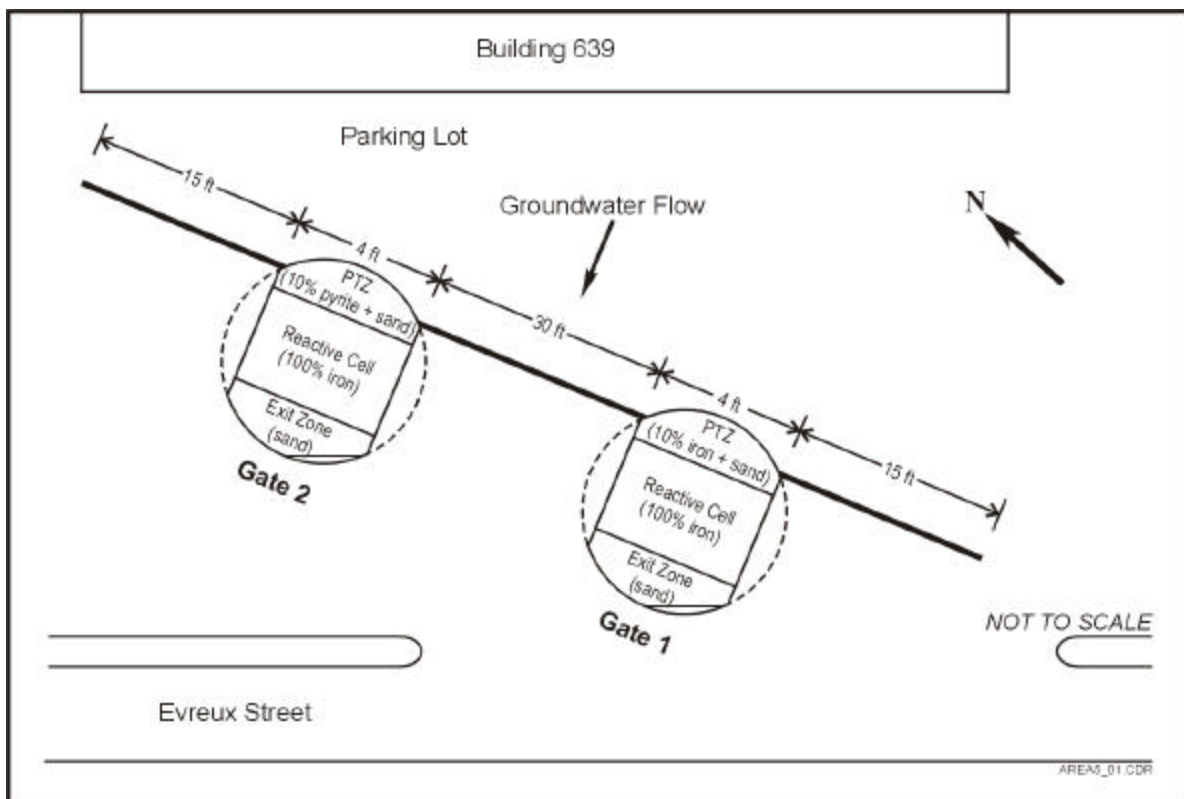 Building 639
Parking Lot
15 ft
Groundwater Flow
N
4 ft
PTZ
(10% pyrite + sand)
30 ft
Reactive Cell
(100% iron)
4 ft
PTZ
(10% iron + sand)
Exit Zone
(sand)
15 ft
Gate 2
Reactive Cell
(100% iron)
Exit Zone
(sand)
Gate 1
NOT TO SCALE
Evreux Street
AREA5_01.CDR